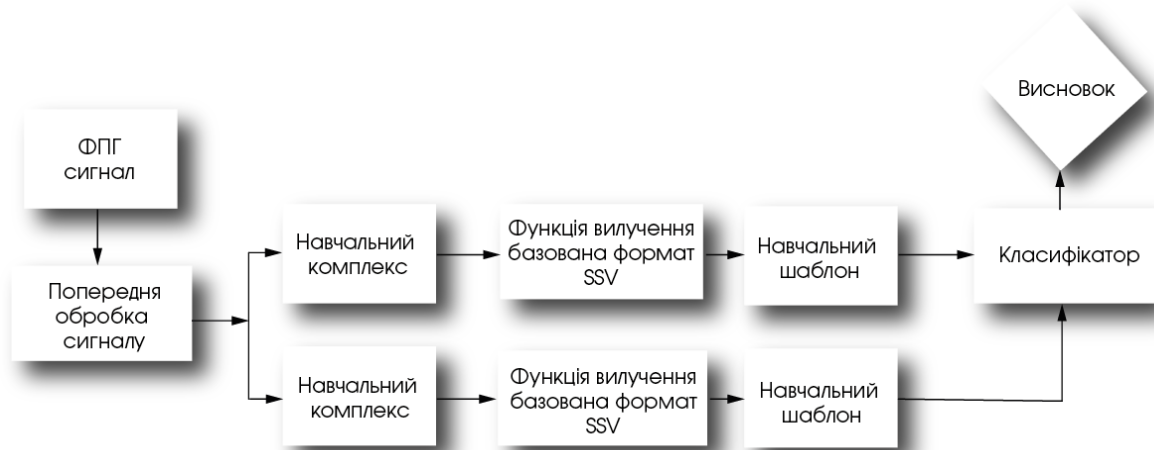 Висновок
ФПГ
сигнал
Попередня
обробка
сигналу
Навчальний
комплекс
Функція вилучення
базована формат
SSV
Навчальний
шаблон
Класифікатор
Навчальний
комплекс
Функція вилучення
базована формат
SSV
Навчальний
шаблон